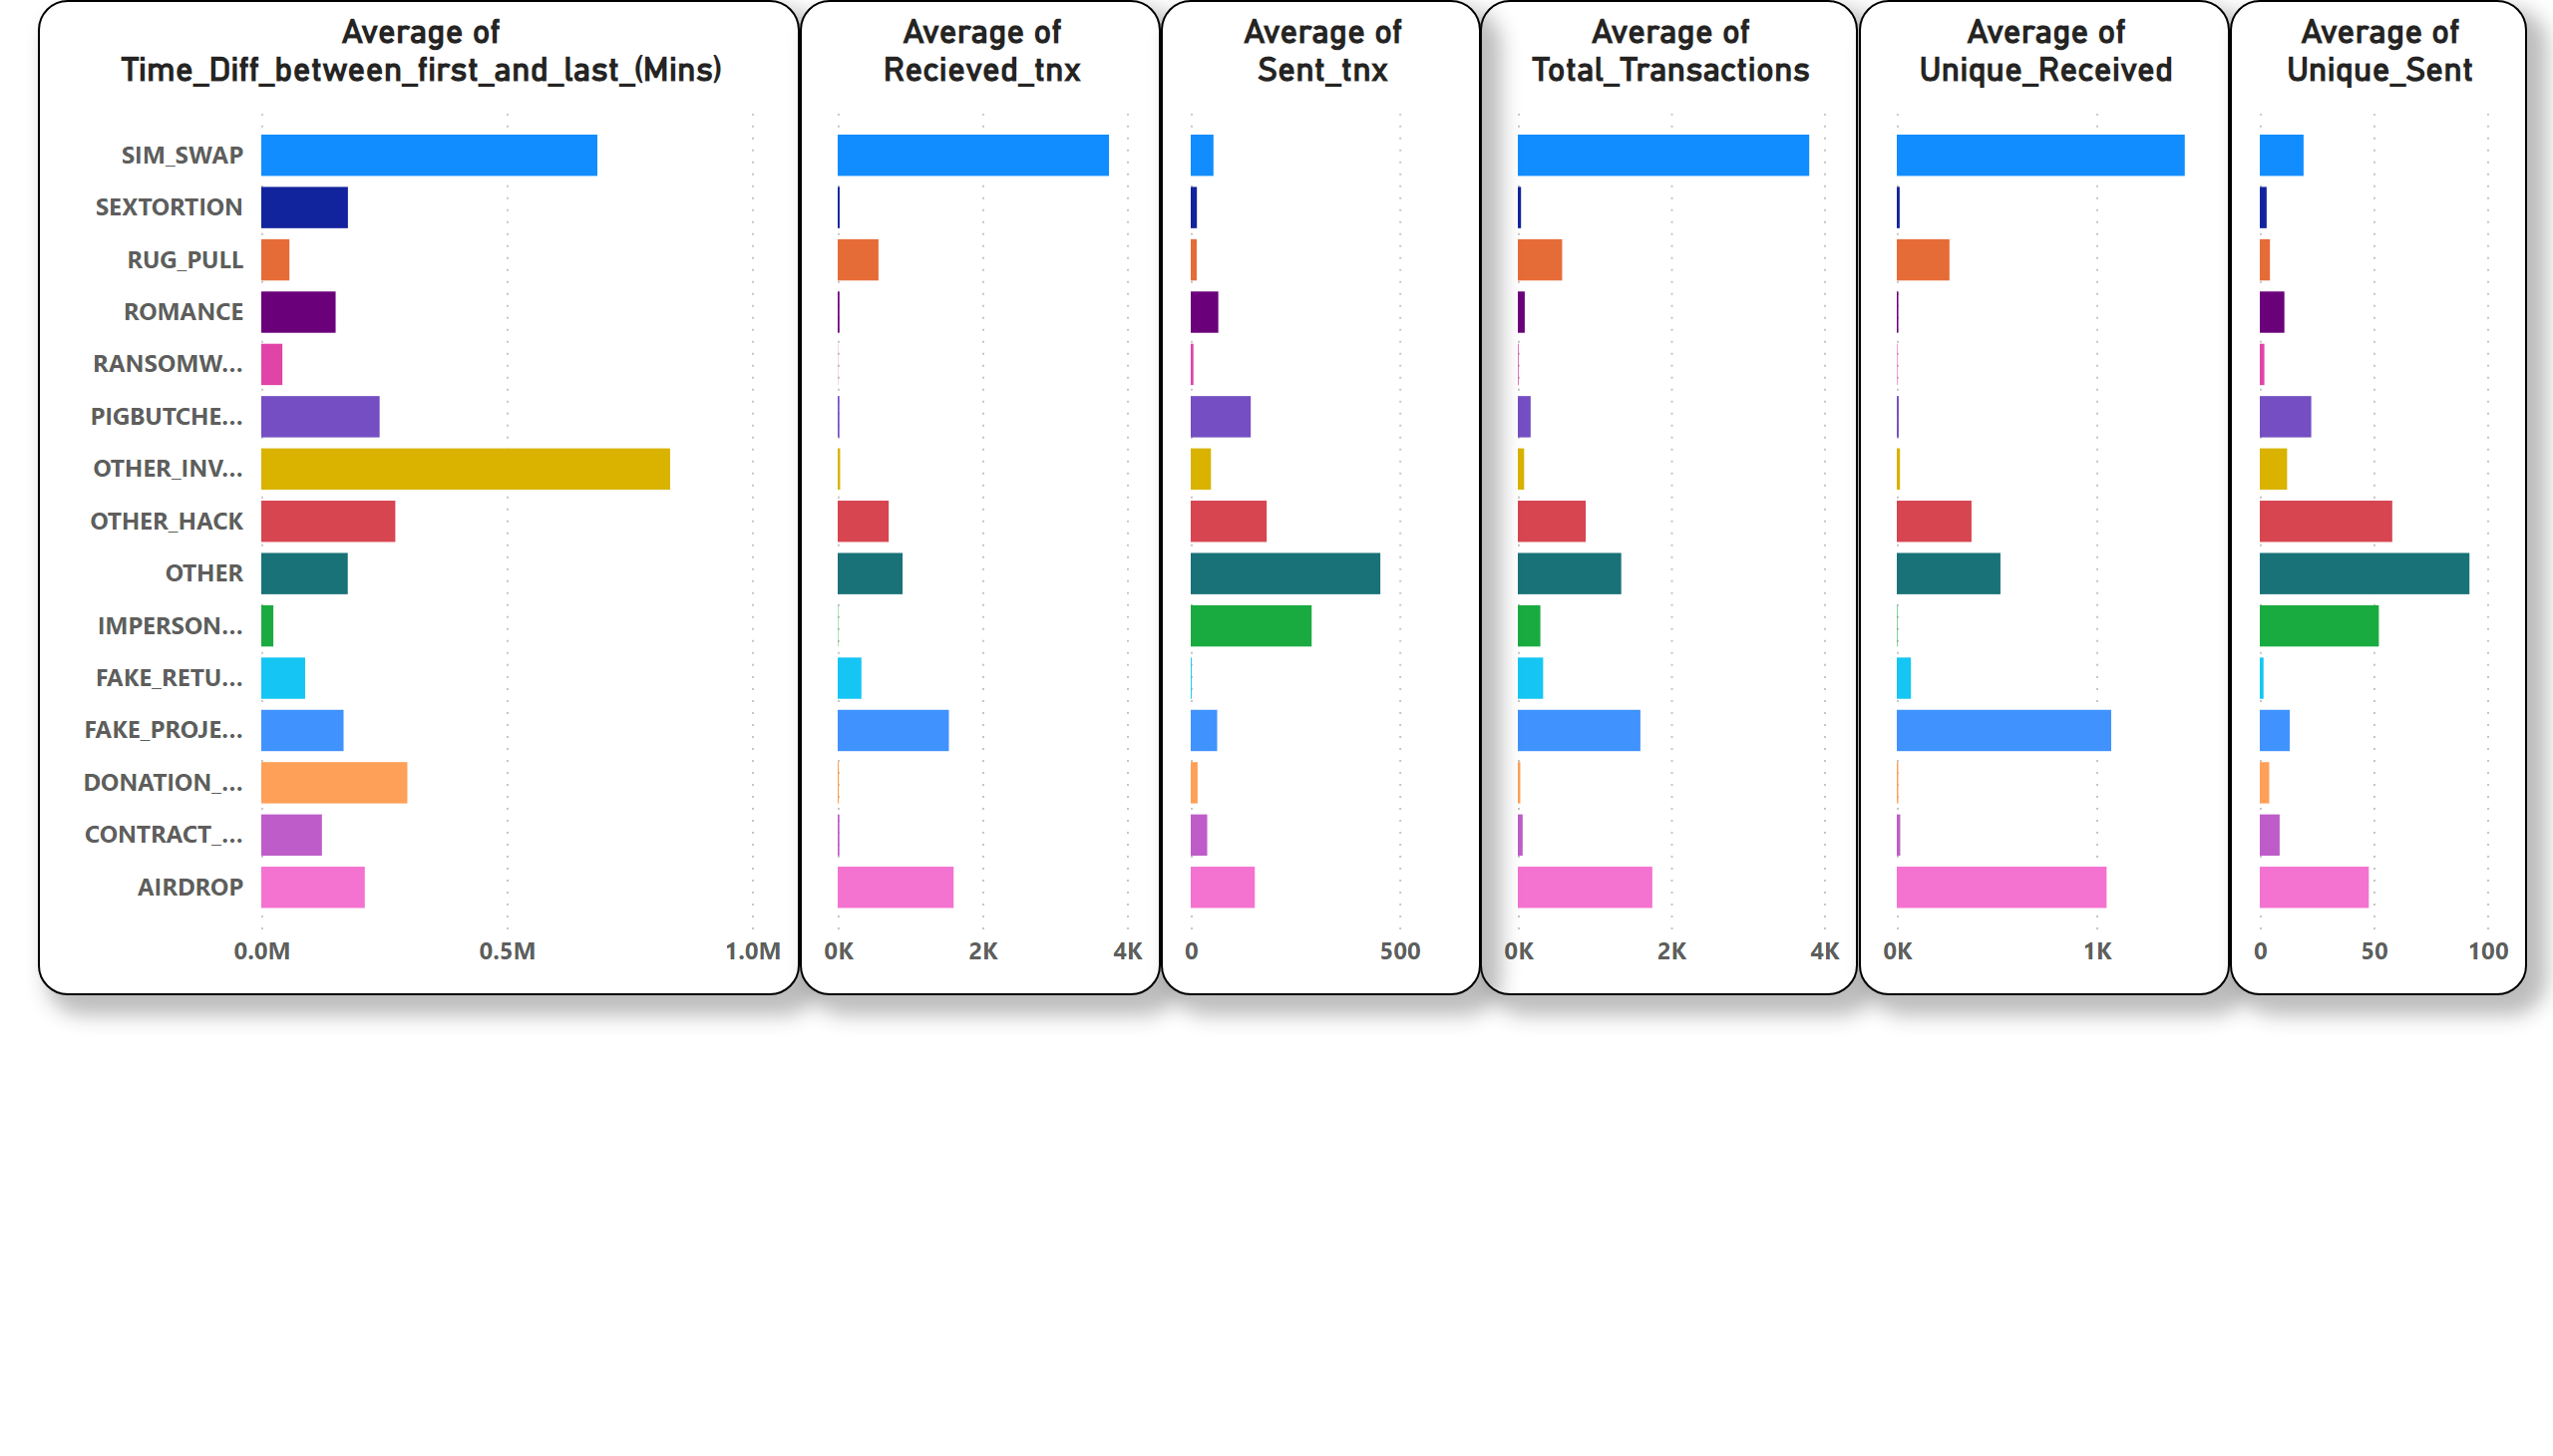 Average of
Time_Diff_between_first_and_last_(Mins)
Average of
Recieved_tnx
Average of
Sent_tnx
Average of
Total_Transactions
Average of
Unique_Received
Average of
Unique_Sent
SIM_SWAP
SEXTORTION
RUG_PULL
ROMANCE
RANSOMW...
PIGBUTCHE...
OTHER_INV...
OTHER_HACK
OTHER
IMPERSON...
FAKE_RETU...
FAKE_PROJE...
DONATION_...
CONTRACT_...
AIRDROP
0.0M 0.5M 1.0M
0K 2K 4K
0 500
0K 2K 4K
0K 1K
0 50 100